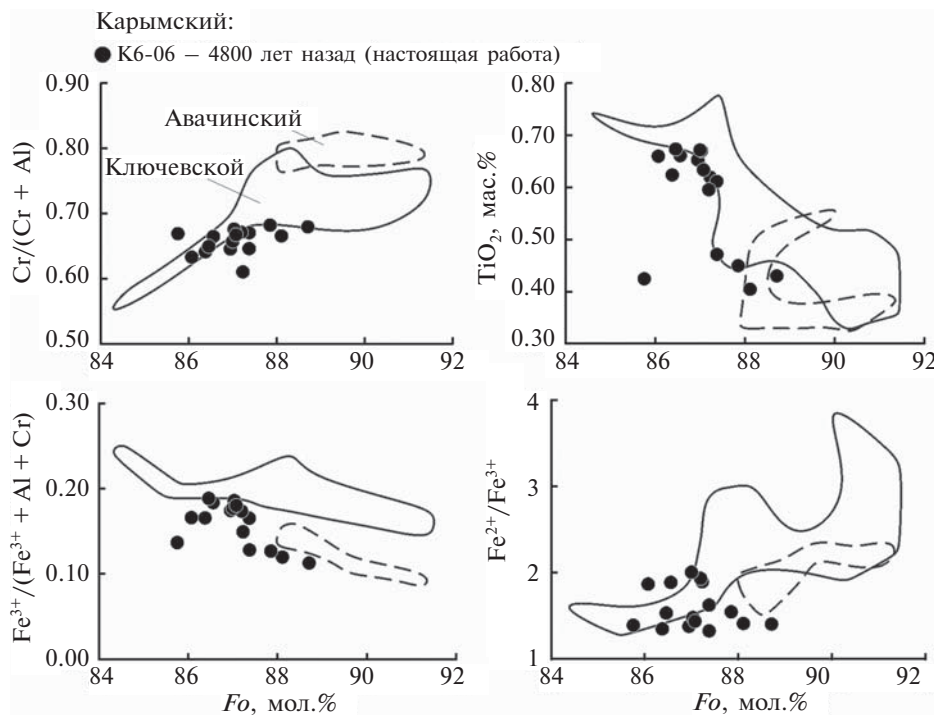 Карымский:
К6-06 – 4800 лет назад (настоящая работа)
Cr/(Cr + Al)
0.90
0.80
0.70
0.60
0.50
Авачинский
Ключевской
84 86 88 90 92
TiO2, мас.%
0.70
0.60
0.50
0.40
0.30
84 86 88 90 92
Fe3+/(Fe3+ + Al + Cr)
0.30
0.20
0.10
0.00
84 86 88 90 92
Fo, мол.%
Fe2+/Fe3+
4
3
2
1
84 86 88 90 92
Fo, мол.%